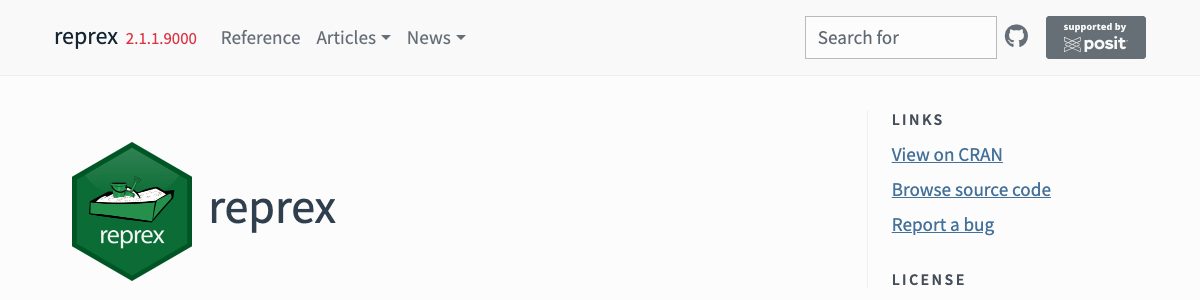 reprex 2.1.1.9000 Reference Articles News Search for supported by posit
reprex
reprex
LINKS
View on CRAN
Browse source code
Report a bug
LICENSE